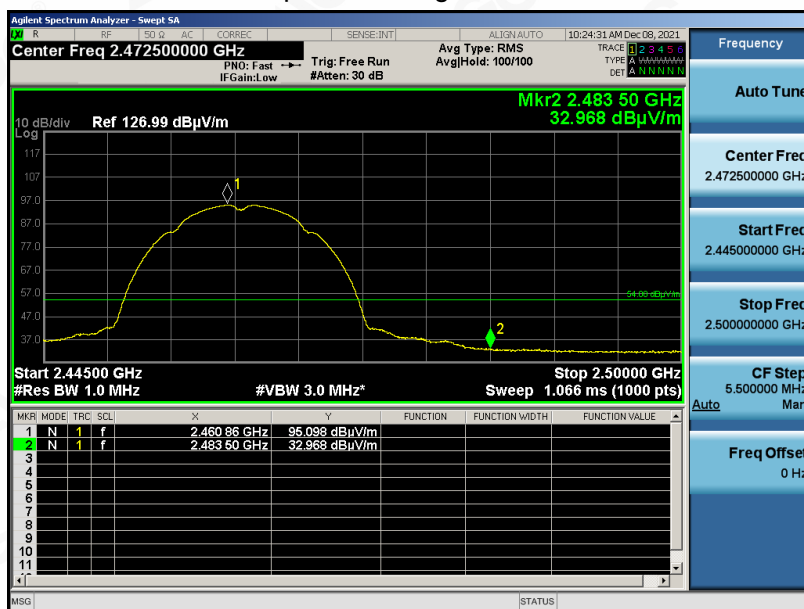 Agilent Spectrum Analyzer - Swept SA
LXI R RF 50 Ω AC CORREC SENSE:INT ALIGN AUTO 10:24:31 AM Dec 08, 2021
Center Freq 2.472500000 GHz
PNO: Fast
IFGain:Low
Trig: Free Run
#Atten: 30 dB
Avg Type: RMS
Avg|Hold: 100/100
TRACE 1 2 3 4 5 6
TYPE A WWWWW
DET A N N N N N
Mkr2 2.483 50 GHz
32.968 dBµV/m
10 dB/div Ref 126.99 dBµV/m
Log
117
107
97.0
87.0
77.0
67.0
57.0
47.0
37.0
1
54.00 dBµV/m
2
Start 2.44500 GHz Stop 2.50000 GHz
#Res BW 1.0 MHz #VBW 3.0 MHz* Sweep 1.066 ms (1000 pts)
MKR MODE TRC SCL X Y FUNCTION FUNCTION WIDTH FUNCTION VALUE
1 N 1 f 2.460 86 GHz 95.098 dBµV/m
2 N 1 f 2.483 50 GHz 32.968 dBµV/m
3
4
5
6
7
8
9
10
11
MSG STATUS
Frequency
Auto Tune
Center Freq
2.472500000 GHz
Start Freq
2.445000000 GHz
Stop Freq
2.500000000 GHz
CF Step
5.500000 MHz
Auto Man
Freq Offset
0 Hz